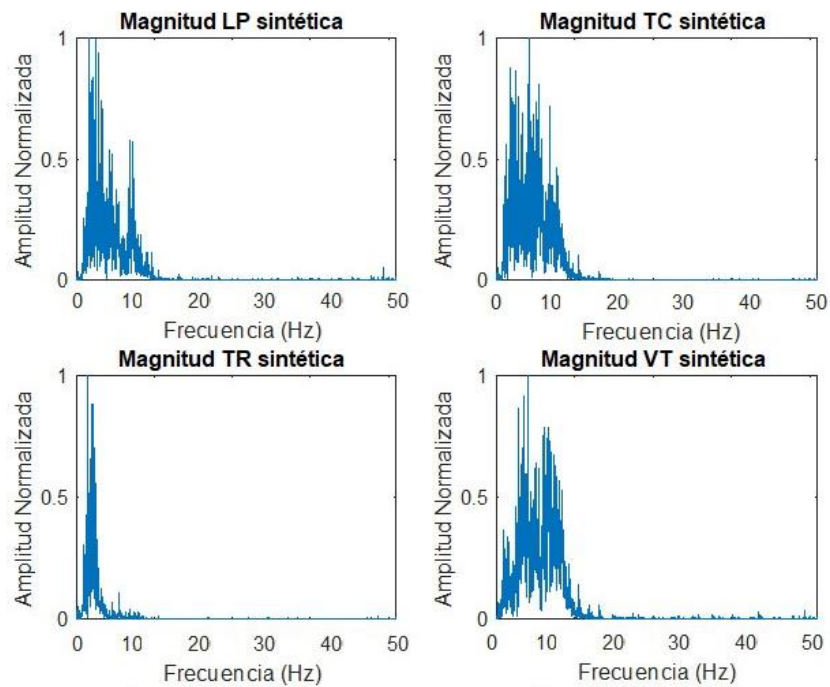 Magnitud LP sintética
1
0.5
0
Amplitud Normalizada
0 10 20 30 40 50
Frecuencia (Hz)
Magnitud TC sintética
1
0.5
0
Amplitud Normalizada
0 10 20 30 40 50
Frecuencia (Hz)
Magnitud TR sintética
1
0.5
0
Amplitud Normalizada
0 10 20 30 40 50
Frecuencia (Hz)
Magnitud VT sintética
1
0.5
0
Amplitud Normalizada
0 10 20 30 40 50
Frecuencia (Hz)